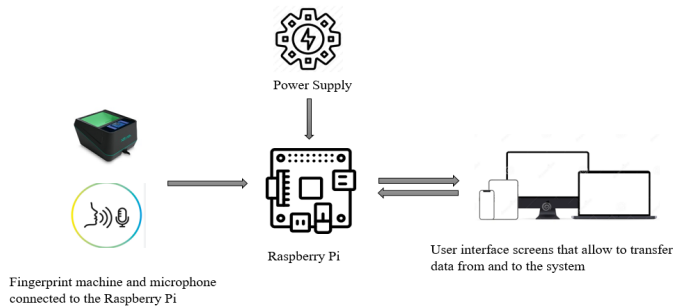 Power Supply
Raspberry Pi
User interface screens that allow to transfer
data from and to the system
Fingerprint machine and microphone
connected to the Raspberry Pi